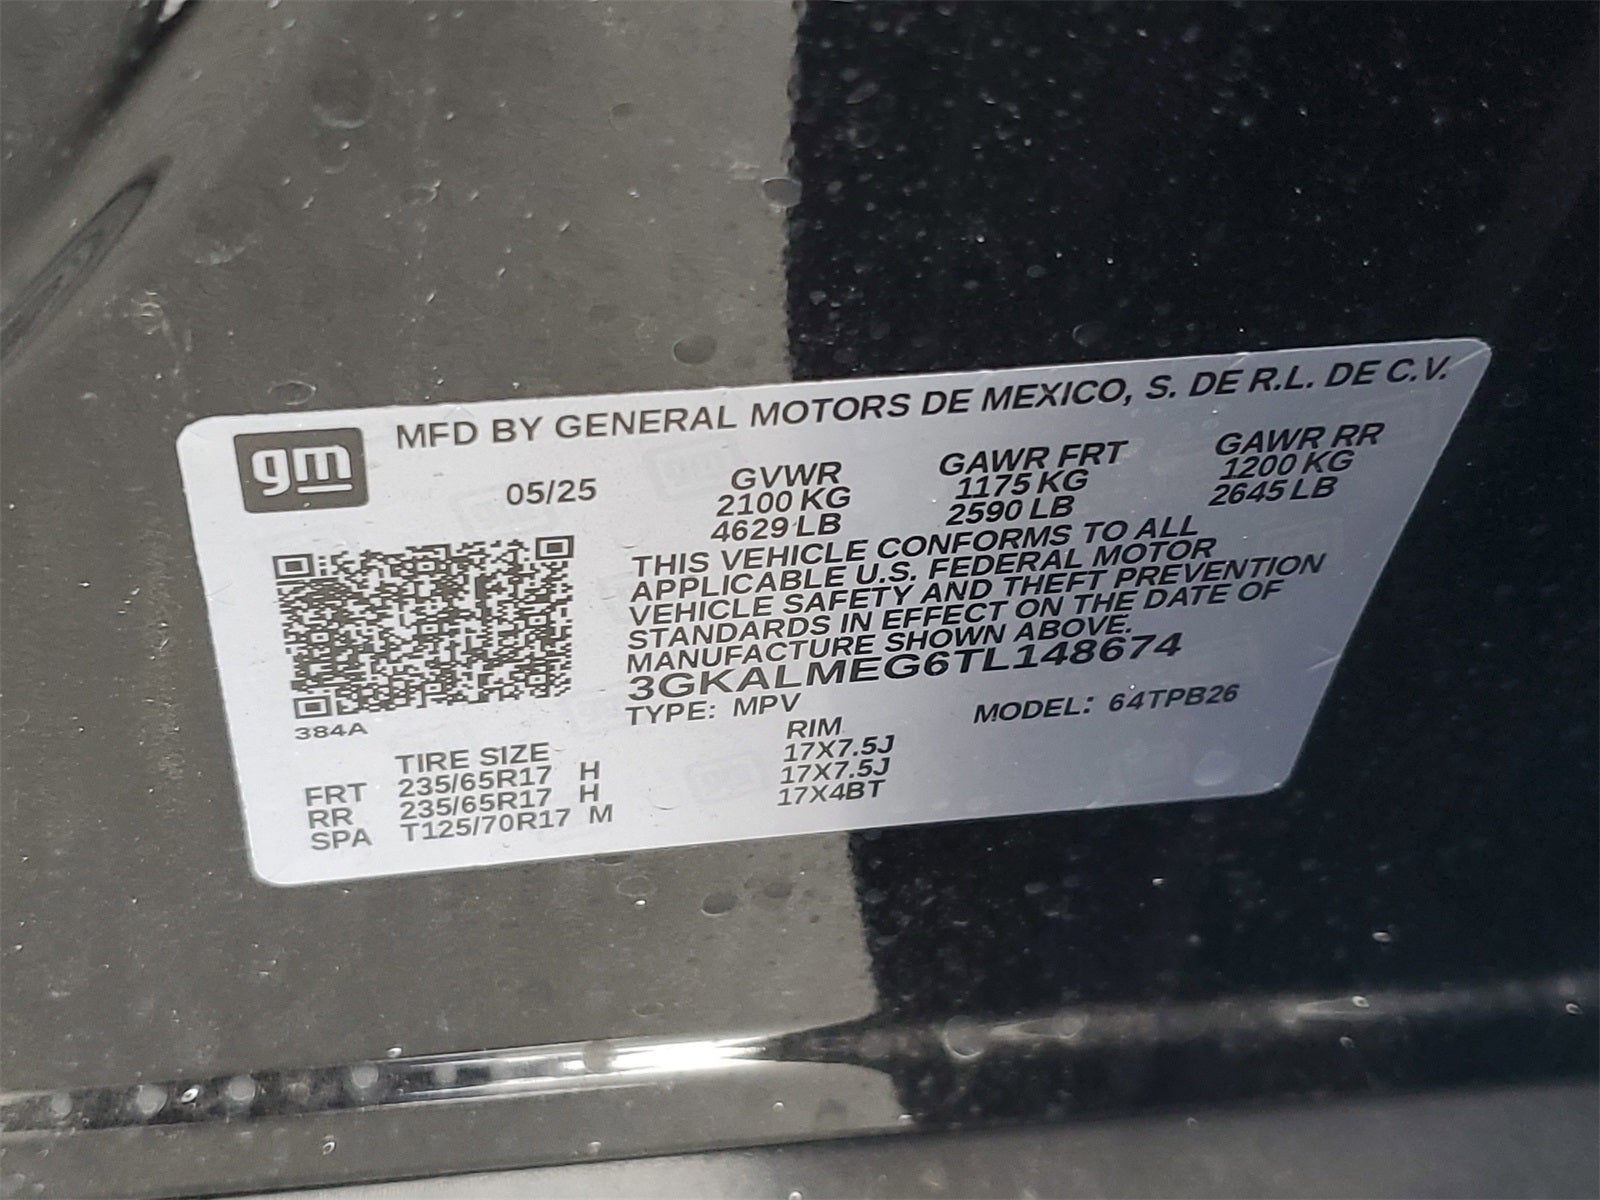 gm
MFD BY GENERAL MOTORS DE MEXICO, S. DE R.L. DE C.V.
05/25 GVWR GAWR FRT GAWR RR
2100 KG 1175 KG 1200 KG
4629 LB 2590 LB 2645 LB
THIS VEHICLE CONFORMS TO ALL
APPLICABLE U.S. FEDERAL MOTOR
VEHICLE SAFETY AND THEFT PREVENTION
STANDARDS IN EFFECT ON THE DATE OF
MANUFACTURE SHOWN ABOVE.
3GKALMEG6TL148674
TYPE: MPV MODEL: 64TPB26
384A
TIRE SIZE RIM
FRT 235/65R17 H 17X7.5J
RR 235/65R17 H 17X7.5J
SPA T125/70R17 M 17X4BT